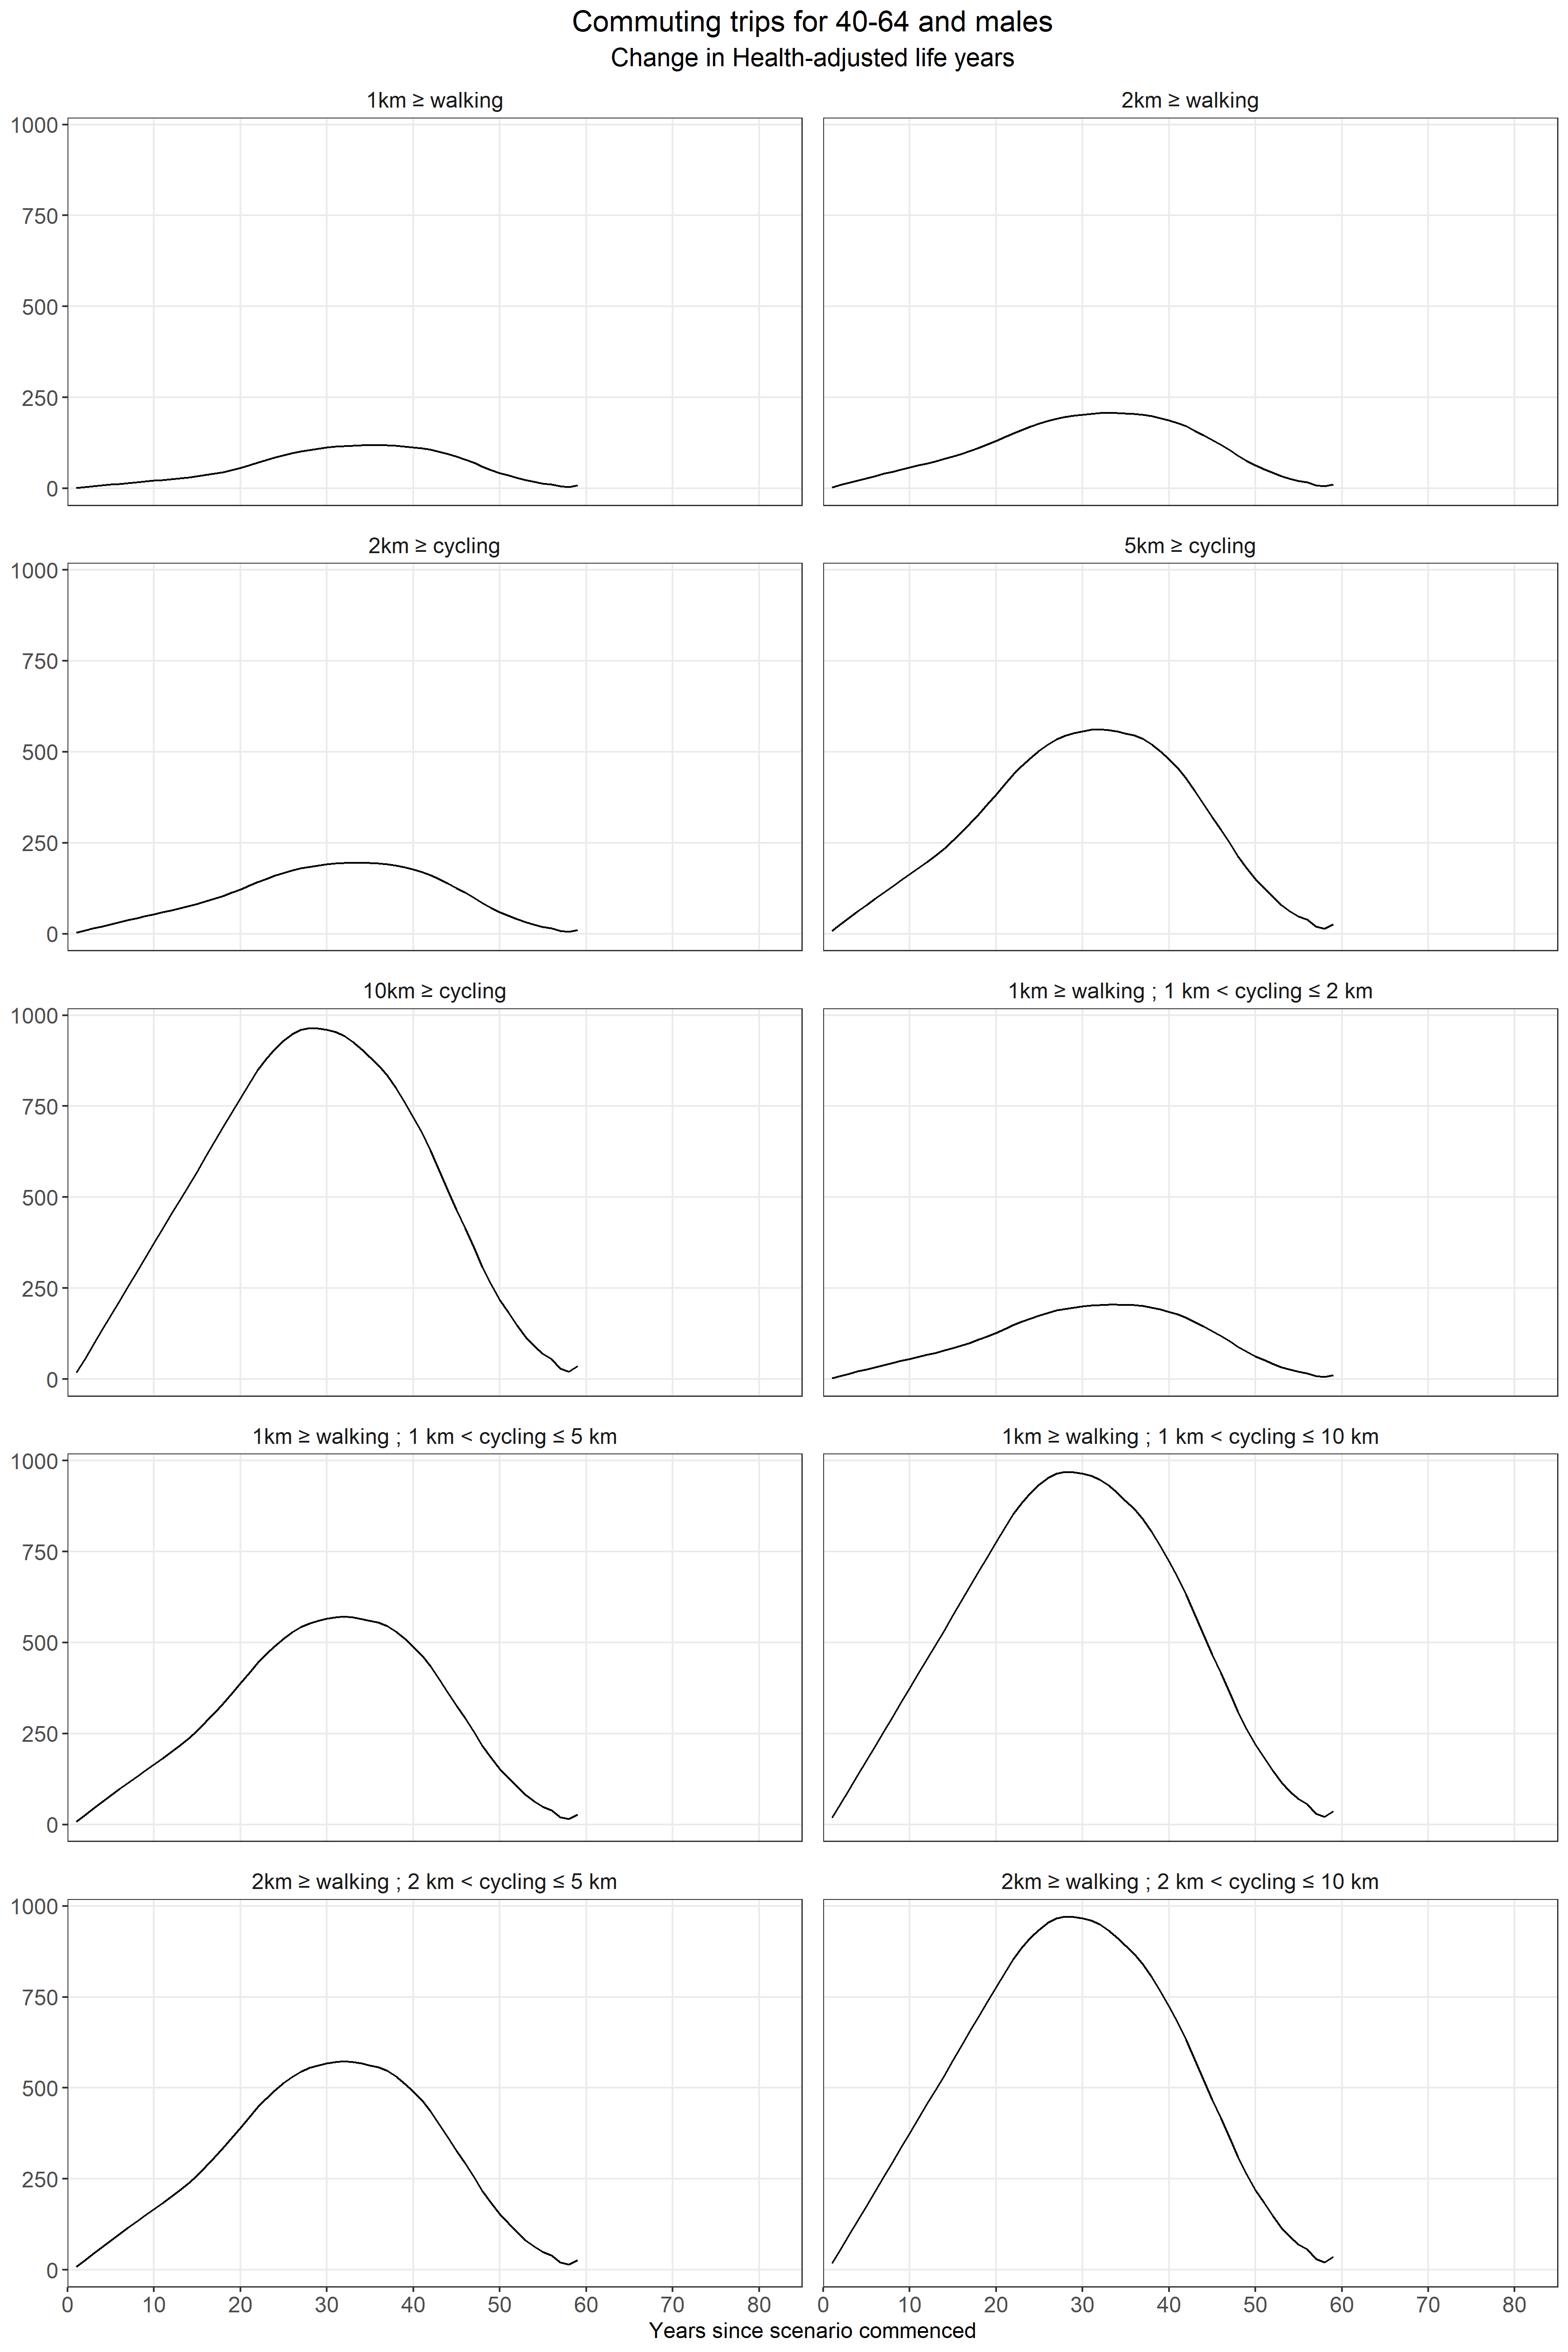 Commuting trips for 40-64 and males
Change in Health-adjusted life years
1km ≥ walking
2km ≥ walking
1000
750
500
250
0
2km ≥ cycling
5km ≥ cycling
1000
750
500
250
0
10km ≥ cycling
1km ≥ walking ; 1 km < cycling ≤ 2 km
1000
750
500
250
0
1km ≥ walking ; 1 km < cycling ≤ 5 km
1km ≥ walking ; 1 km < cycling ≤ 10 km
1000
750
500
250
0
2km ≥ walking ; 2 km < cycling ≤ 5 km
2km ≥ walking ; 2 km < cycling ≤ 10 km
1000
750
500
250
0
0 10 20 30 40 50 60 70 80
0 10 20 30 40 50 60 70 80
Years since scenario commenced